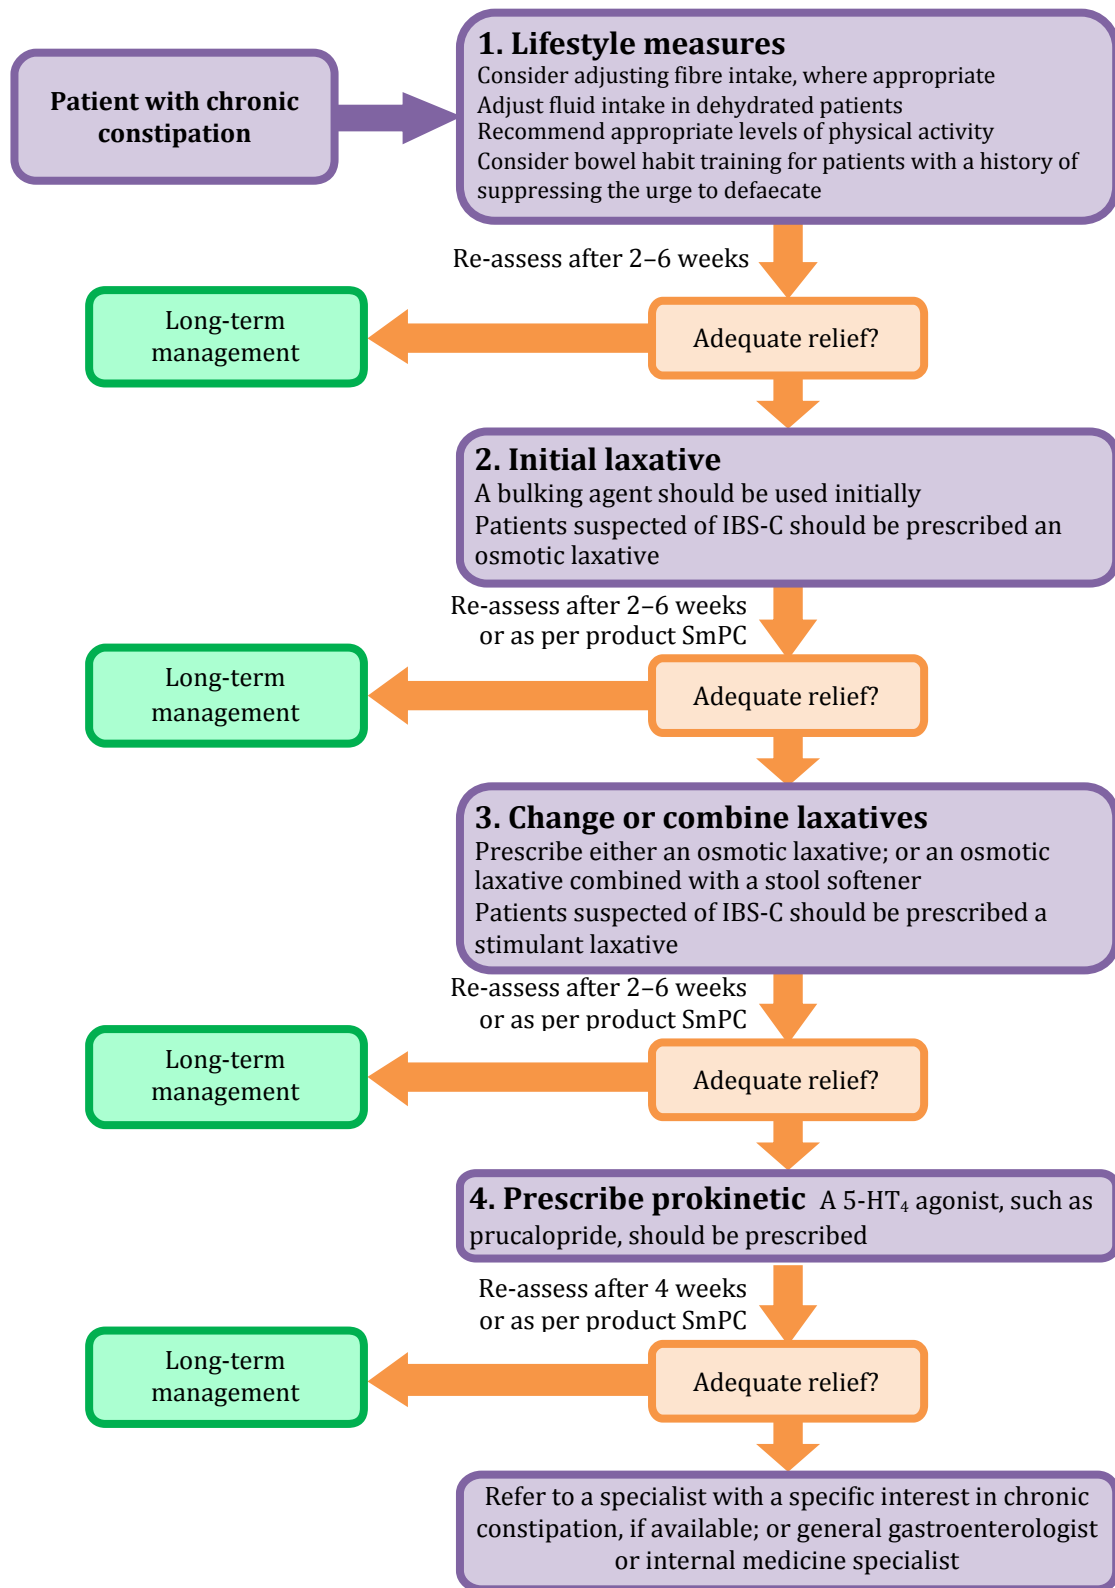 Patient with chronic
constipation
1. Lifestyle measures
Consider adjusting fibre intake, where appropriate
Adjust fluid intake in dehydrated patients
Recommend appropriate levels of physical activity
Consider bowel habit training for patients with a history of
suppressing the urge to defaecate
Re-assess after 2–6 weeks
Adequate relief?
Long-term
management
2. Initial laxative
A bulking agent should be used initially
Patients suspected of IBS-C should be prescribed an
osmotic laxative
Re-assess after 2–6 weeks
or as per product SmPC
Adequate relief?
Long-term
management
3. Change or combine laxatives
Prescribe either an osmotic laxative; or an osmotic
laxative combined with a stool softener
Patients suspected of IBS-C should be prescribed a
stimulant laxative
Re-assess after 2–6 weeks
or as per product SmPC
Adequate relief?
Long-term
management
4. Prescribe prokinetic A 5-HT₄ agonist, such as
prucalopride, should be prescribed
Re-assess after 4 weeks
or as per product SmPC
Adequate relief?
Long-term
management
Refer to a specialist with a specific interest in chronic
constipation, if available; or general gastroenterologist
or internal medicine specialist